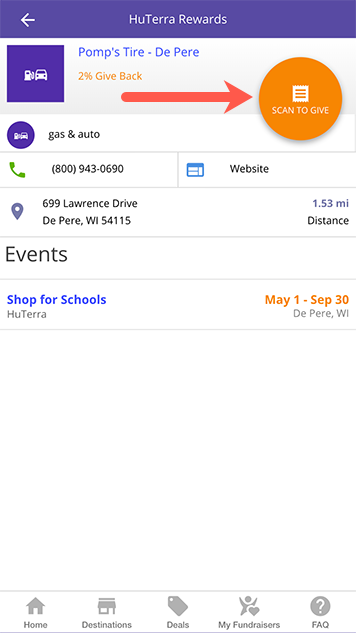 HuTerra Rewards
Pomp's Tire - De Pere
2% Give Back
SCAN TO GIVE
gas & auto
(800) 943-0690
Website
699 Lawrence Drive
De Pere, WI 54115
1.53 mi
Distance
Events
Shop for Schools
HuTerra
May 1 - Sep 30
De Pere, WI
Home
Destinations
Deals
My Fundraisers
FAQ